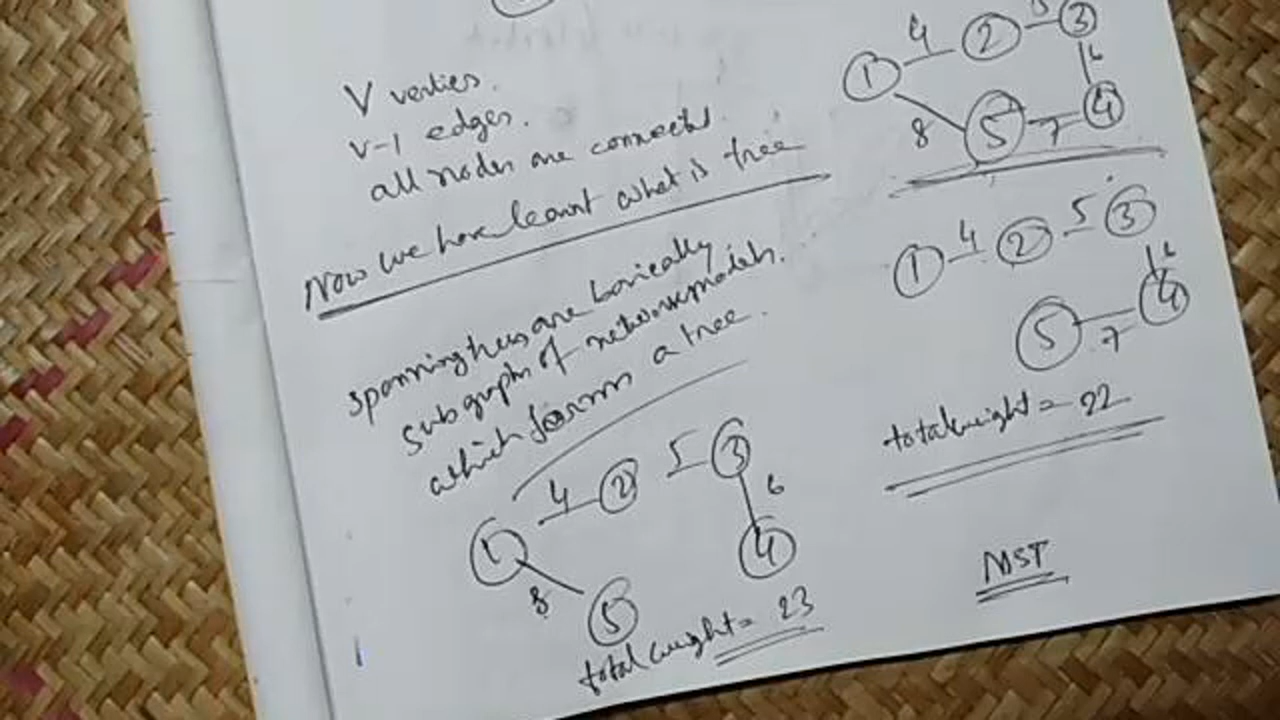 V verties.
v-1 edges.
all nodes are connected.
Now we have learnt what is tree
spanning trees are basically
sub graphs of network models.
which forms a tree.
1 4 2 5 3
6
8 4
5
total weight = 23
4 2 5 3
1 6
8 5 7 4
1 4 2 5 3
6
5 7 4
total weight = 22
MST